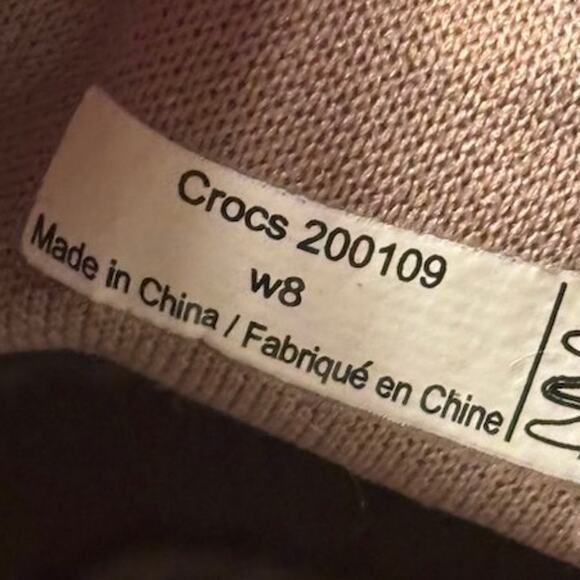 Crocs 200109
w8
Made in China / Fabriqué en Chine